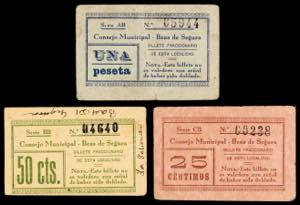 Serie AB N.º 05944
Consejo Municipal - Beas de Segura
UNA
peseta
BILLETE FRACCIONARIO
DE ESTA LOCALIDAD
NOTA.-Este billete no
es valedero con señal
de haber sido doblado.
Serie BB N.º 04640
Consejo Municipal - Beas de Segura
50 cts.
BILLETE FRACCIONARIO
DE ESTA LOCALIDAD
NOTA.-Este billete no
es valedero con señal
de haber sido doblado.
Serie CB N.º 05238
Consejo Municipal - Beas de Segura
25
CÉNTIMOS
BILLETE FRACCIONARIO
DE ESTA LOCALIDAD
NOTA.-Este billete no
es valedero con señal
de haber sido doblado.